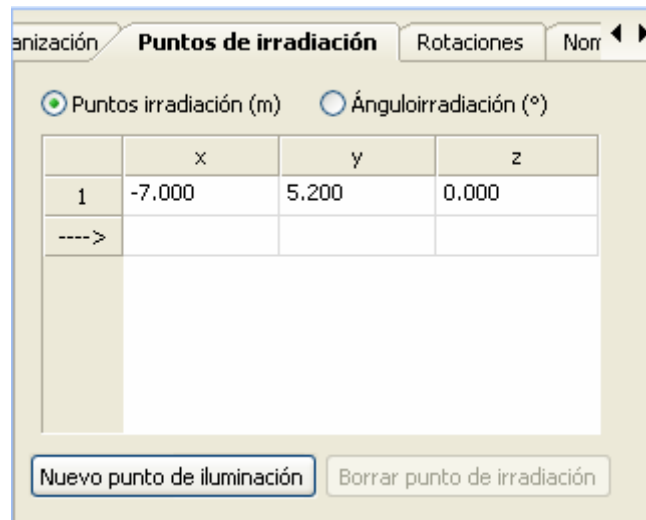 anización Puntos de irradiación Rotaciones Nom
Puntos irradiación (m) Ánguloirradiación (°)
x y z
1 -7.000 5.200 0.000
---->
Nuevo punto de iluminación Borrar punto de irradiación